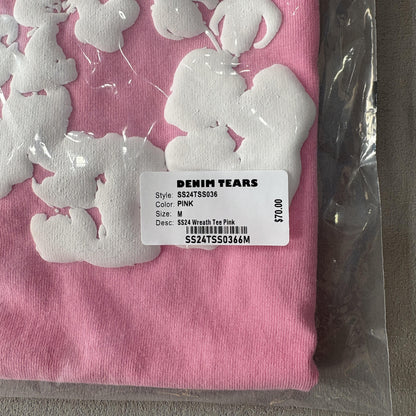 DENIM TEARS
Style: SS24TSS036
Color: PINK
Size: M
Desc: SS24 Wreath Tee Pink
SS24TSS0366M
$70.00